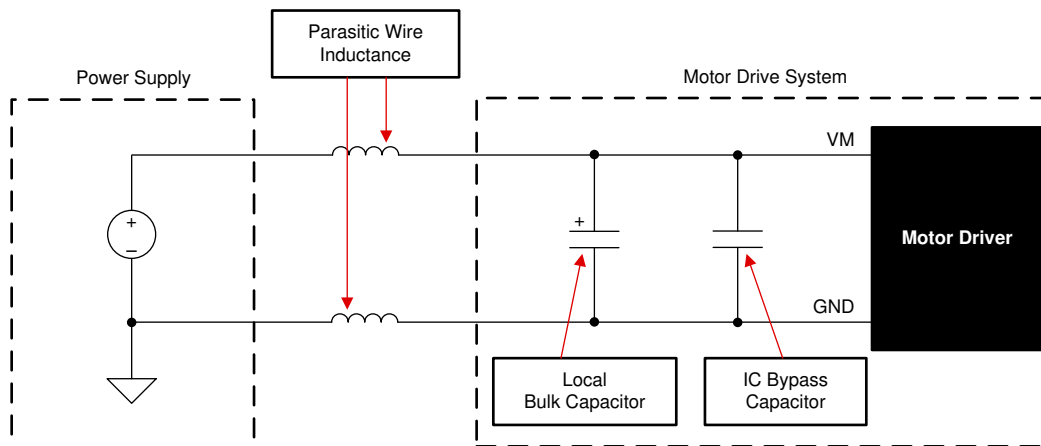 Parasitic Wire
Inductance
Power Supply
Motor Drive System
VM
+
–
+
Motor Driver
GND
Local
Bulk Capacitor
IC Bypass
Capacitor